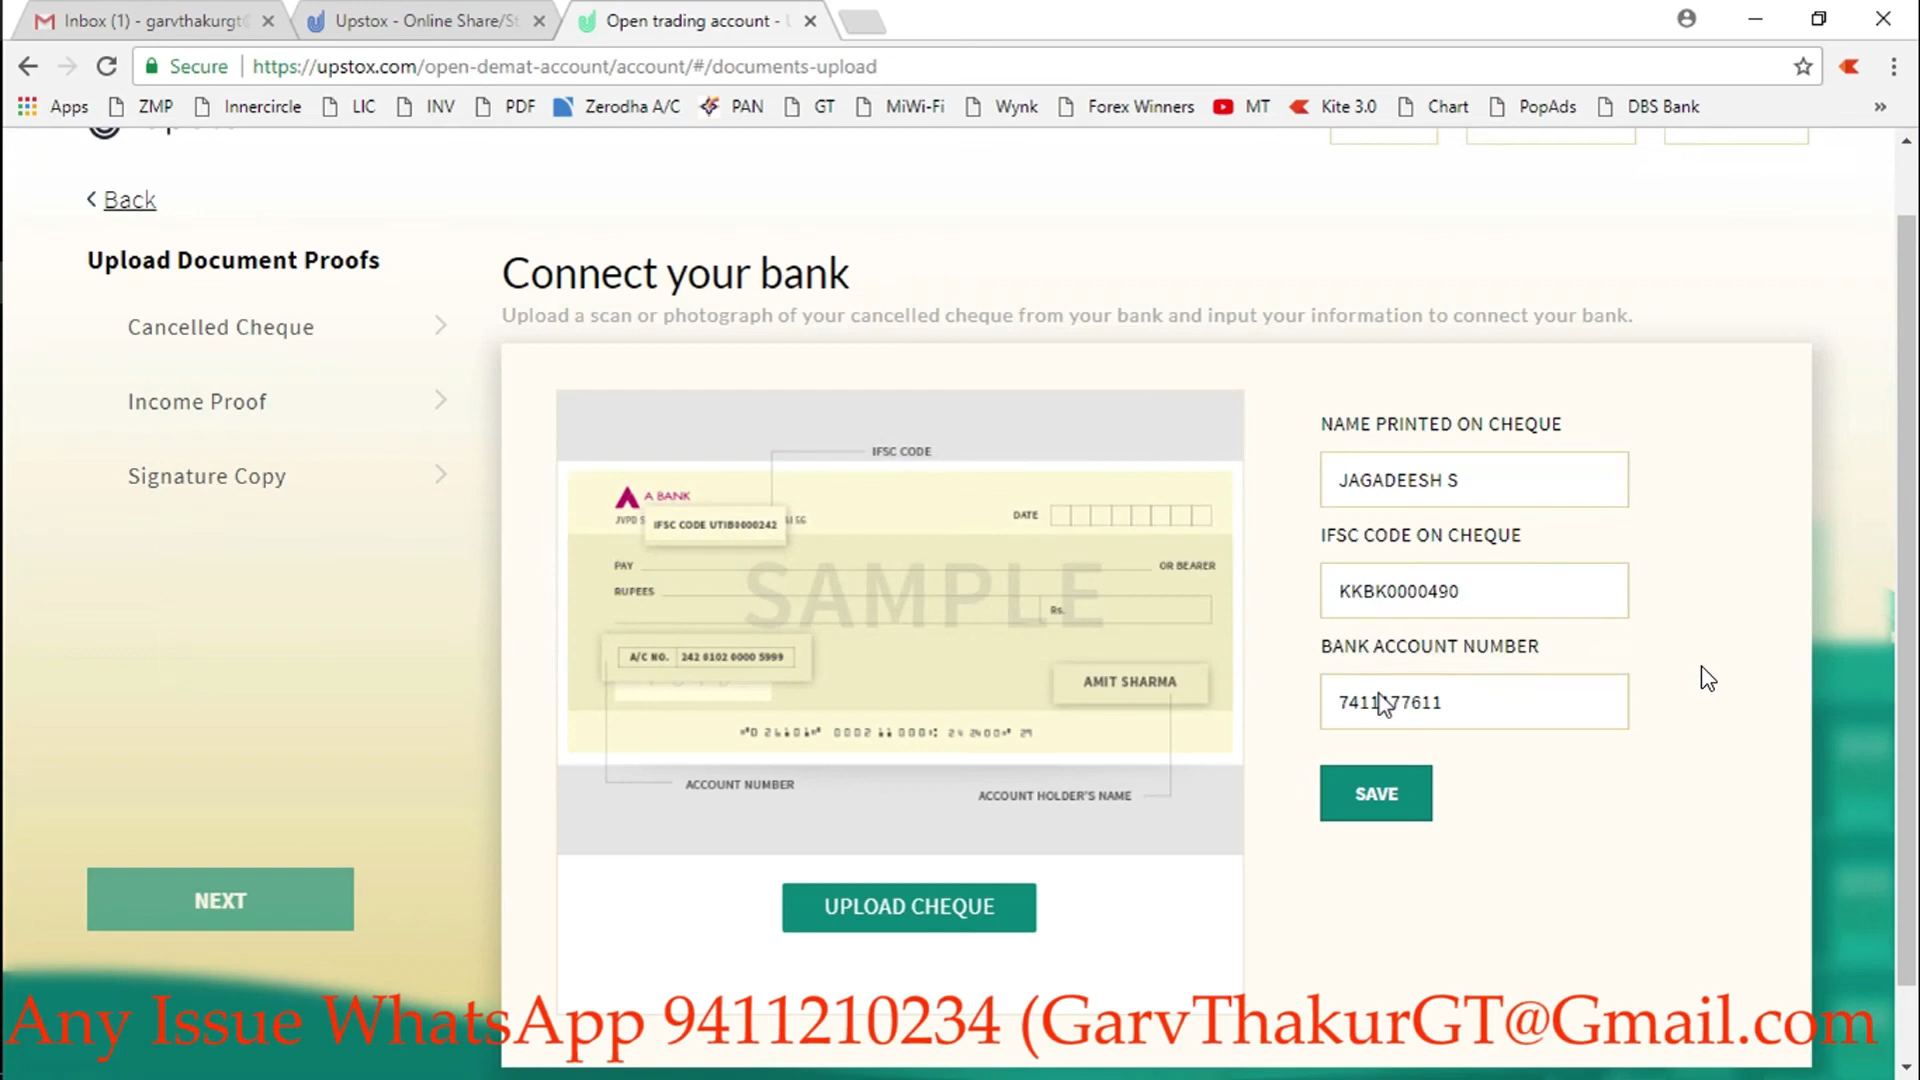 Inbox (1) - garvthakurgt
Upstox - Online Share/St
Open trading account -
Secure
https://upstox.com/open-demat-account/account/#/documents-upload
Apps ZMP Innercircle LIC INV PDF Zerodha A/C PAN GT MiWi-Fi Wynk Forex Winners MT Kite 3.0 Chart PopAds DBS Bank »
Back
Upload Document Proofs
Cancelled Cheque
Income Proof
Signature Copy
NEXT
Connect your bank
Upload a scan or photograph of your cancelled cheque from your bank and input your information to connect your bank.
IFSC CODE
A BANK
IFSC CODE UTIB0000242
DATE
PAY
OR BEARER
RUPEES
Rs.
SAMPLE
A/C NO. 242 0102 0000 5999
AMIT SHARMA
ACCOUNT NUMBER
ACCOUNT HOLDER'S NAME
UPLOAD CHEQUE
NAME PRINTED ON CHEQUE
JAGADEESH S
IFSC CODE ON CHEQUE
KKBK0000490
BANK ACCOUNT NUMBER
SAVE
Any Issue WhatsApp 9411210234 (GarvThakurGT@Gmail.com